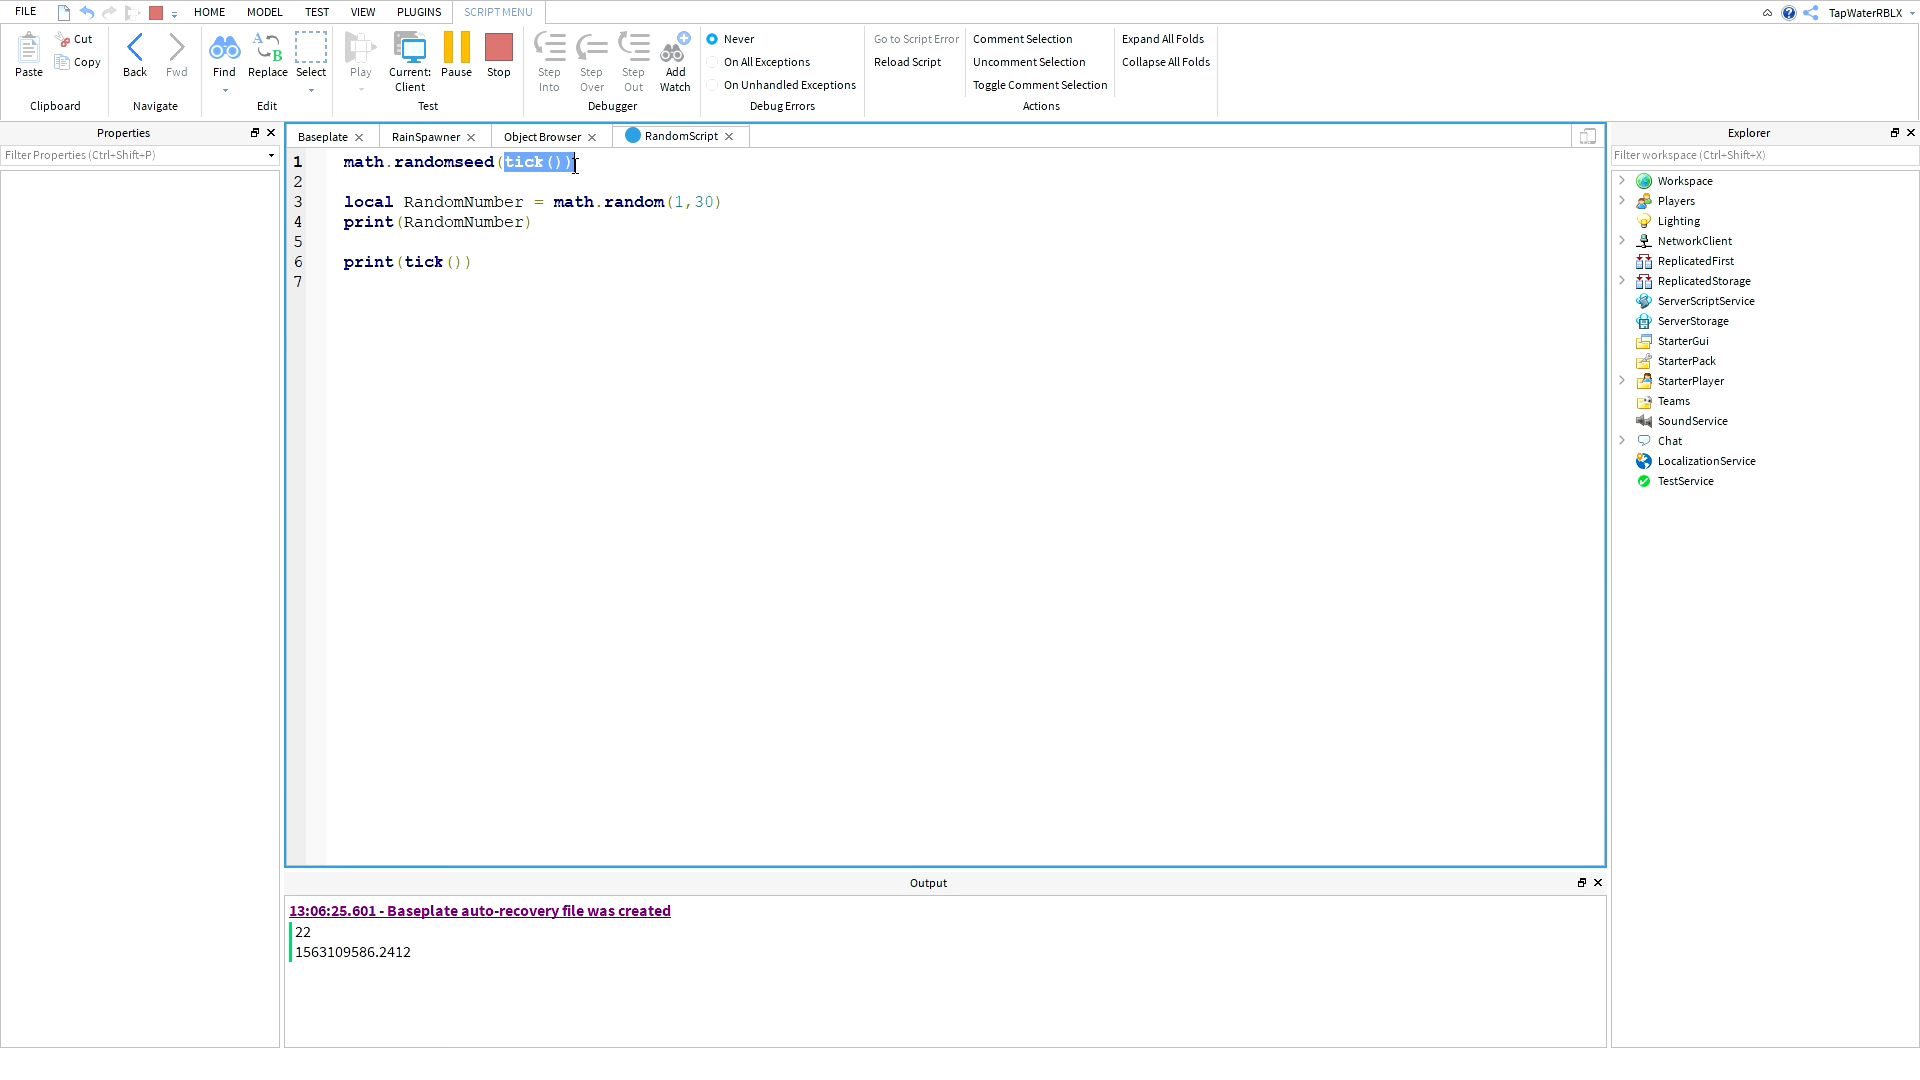 FILE HOME MODEL TEST VIEW PLUGINS SCRIPT MENU TapWaterRBLX
Paste
Cut
Copy
Clipboard
Back
Fwd
Navigate
Find
Replace
Select
Edit
Play
Current:
Client
Pause
Stop
Test
Step
Into
Step
Over
Step
Out
Add
Watch
Debugger
Never
On All Exceptions
On Unhandled Exceptions
Debug Errors
Go to Script Error
Reload Script
Comment Selection
Uncomment Selection
Toggle Comment Selection
Expand All Folds
Collapse All Folds
Actions
Properties
Filter Properties (Ctrl+Shift+P)
Baseplate RainSpawner Object Browser RandomScript
1 math.randomseed(tick())
2
3 local RandomNumber = math.random(1,30)
4 print(RandomNumber)
5
6 print(tick())
7
Output
13:06:25.601 - Baseplate auto-recovery file was created
22
1563109586.2412
Explorer
Filter workspace (Ctrl+Shift+X)
Workspace
Players
Lighting
NetworkClient
ReplicatedFirst
ReplicatedStorage
ServerScriptService
ServerStorage
StarterGui
StarterPack
StarterPlayer
Teams
SoundService
Chat
LocalizationService
TestService